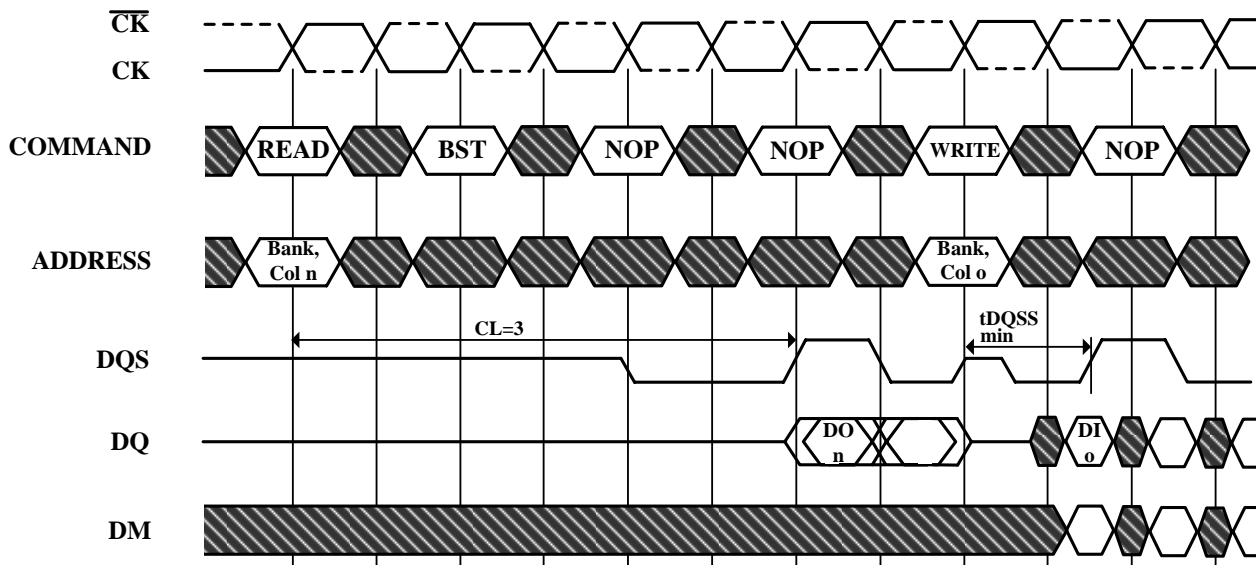 CK
CK
COMMAND
READ
BST
NOP
NOP
WRITE
NOP
ADDRESS
Bank,
Col n
Bank,
Col o
CL=3
tDQSS
min
DQS
DQ
DO
n
DI
o
DM